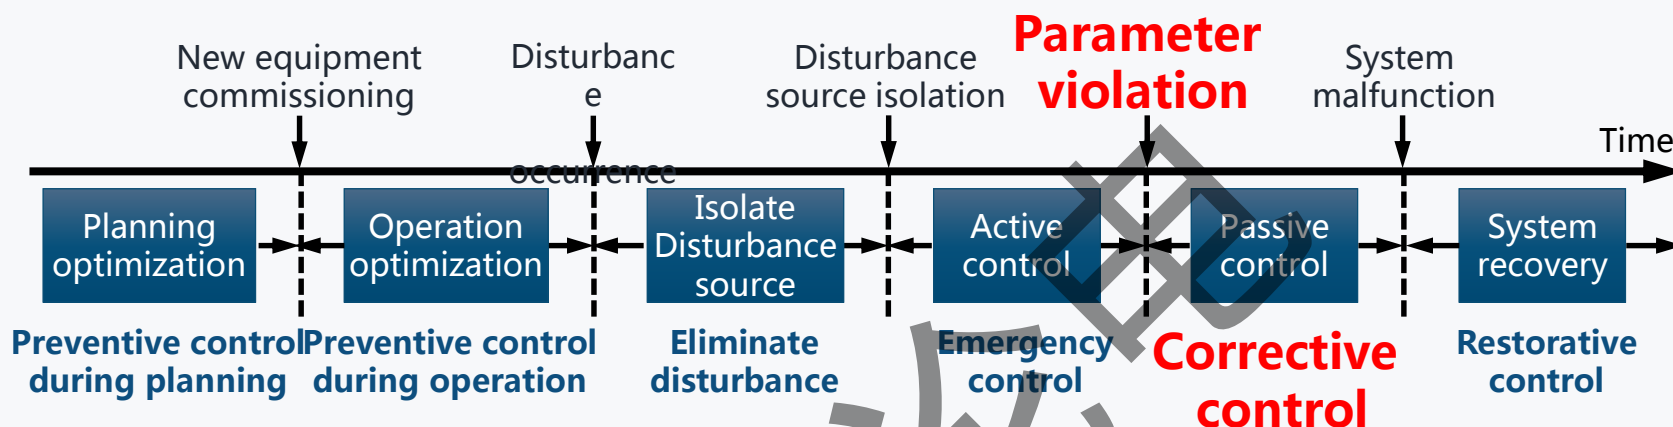 New equipment
commissioning
Disturbanc
e
occurrence
Disturbance
source isolation
Parameter
violation
System
malfunction
Time
Planning
optimization
Operation
optimization
Isolate
Disturbance
source
Active
control
Passive
control
System
recovery
Preventive control
during planning
Preventive control
during operation
Eliminate
disturbance
Emergency
control
Corrective
control
Restorative
control